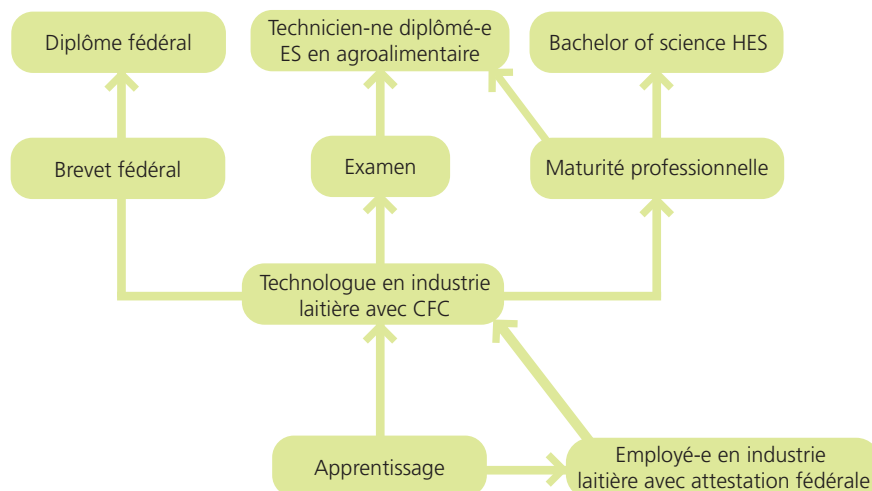 Diplôme fédéral
Technicien-ne diplômé-e
ES en agroalimentaire
Bachelor of science HES
Brevet fédéral
Examen
Maturité professionnelle
Technologue en industrie
laitière avec CFC
Apprentissage
Employé-e en industrie
laitière avec attestation fédérale